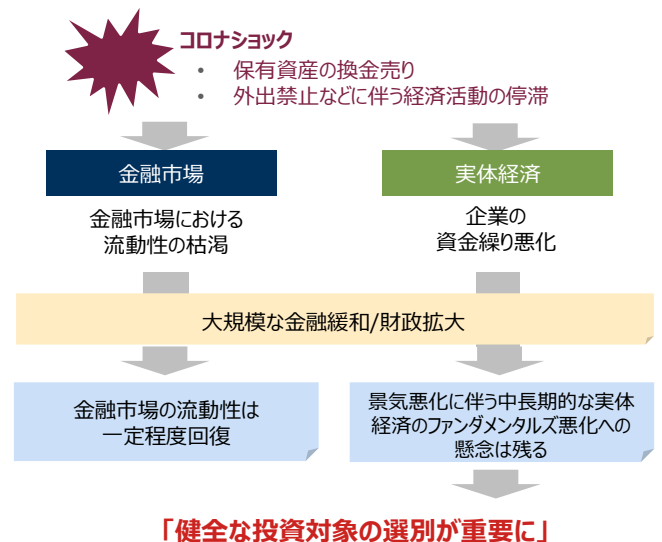 コロナショック
• 保有資産の換金売り
• 外出禁止などに伴う経済活動の停滞
金融市場
実体経済
金融市場における
流動性の枯渇
企業の
資金繰り悪化
大規模な金融緩和/財政拡大
金融市場の流動性は
一定程度回復
景気悪化に伴う中長期的な実体
経済のファンダメンタルズ悪化への
懸念は残る
「健全な投資対象の選別が重要に」